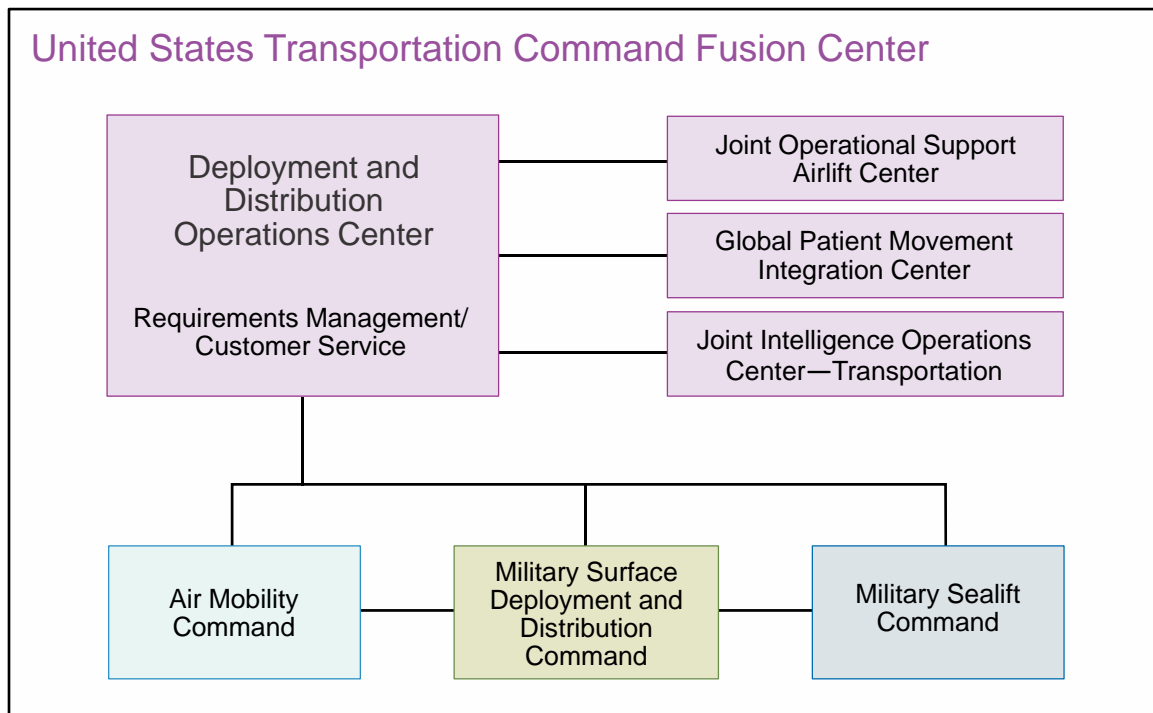 United States Transportation Command Fusion Center
Deployment and
Distribution
Operations Center
Requirements Management/
Customer Service
Joint Operational Support
Airlift Center
Global Patient Movement
Integration Center
Joint Intelligence Operations
Center—Transportation
Air Mobility
Command
Military Surface
Deployment and
Distribution
Command
Military Sealift
Command